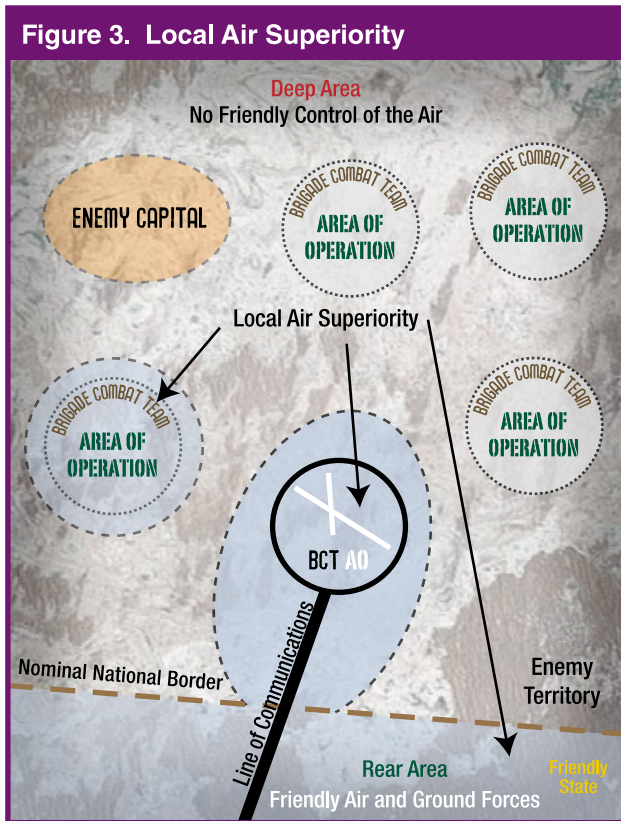 Figure 3. Local Air Superiority
Deep Area
No Friendly Control of the Air
ENEMY CAPITAL
BRIGADE COMBAT TEAM
AREA OF
OPERATION
BRIGADE COMBAT TEAM
AREA OF
OPERATION
Local Air Superiority
BRIGADE COMBAT TEAM
AREA OF
OPERATION
BRIGADE COMBAT TEAM
AREA OF
OPERATION
BCT AO
Line of Communications
Nominal National Border
Enemy
Territory
Rear Area
Friendly Air and Ground Forces
Friendly
State